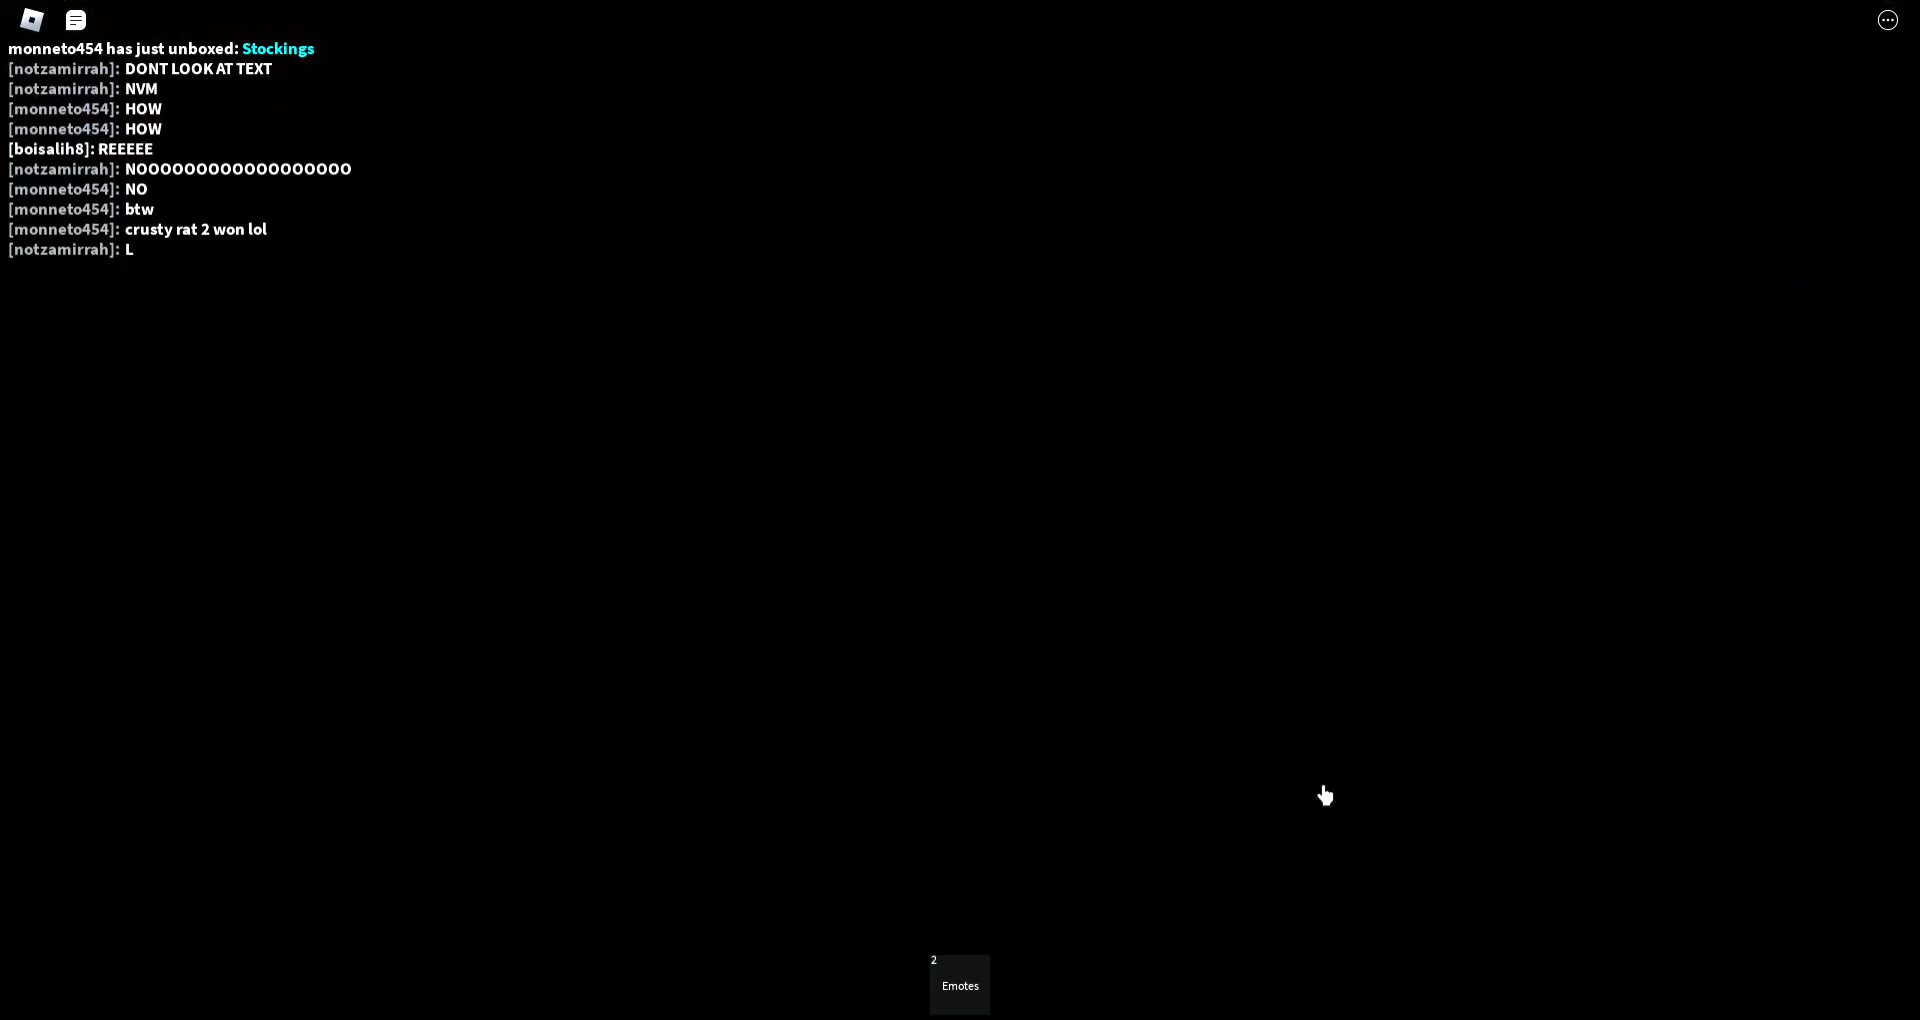 monneto454 has just unboxed: Stockings
[notzamirrah]: DONT LOOK AT TEXT
[notzamirrah]: NVM
[monneto454]: HOW
[monneto454]: HOW
[boisalih8]: REEEEE
[notzamirrah]: NOOOOOOOOOOOOOOOOOO
[monneto454]: NO
[monneto454]: btw
[monneto454]: crusty rat 2 won lol
[notzamirrah]: L
2
Emotes